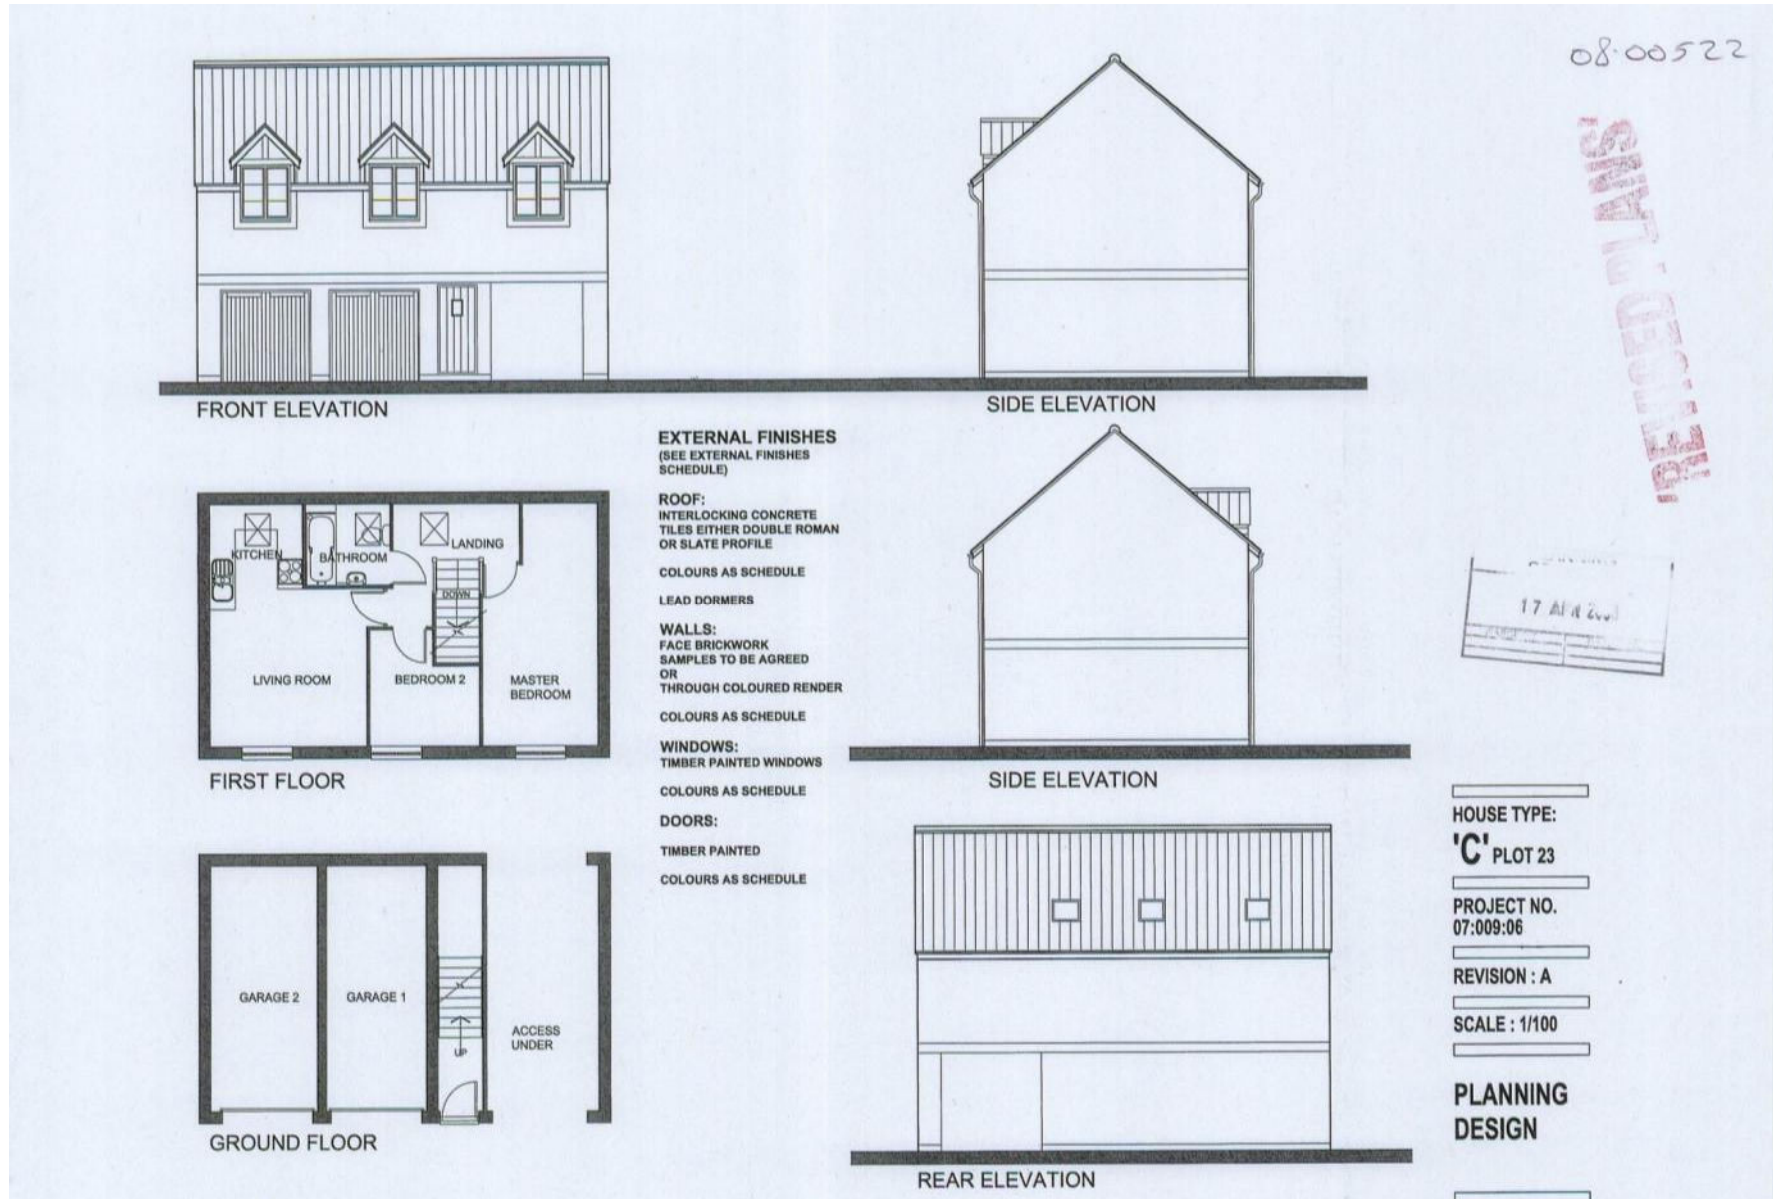 08·00522
'REVISED PLANS'
FRONT ELEVATION
SIDE ELEVATION
EXTERNAL FINISHES
(SEE EXTERNAL FINISHES
SCHEDULE)
ROOF:
INTERLOCKING CONCRETE
TILES EITHER DOUBLE ROMAN
OR SLATE PROFILE
COLOURS AS SCHEDULE
LEAD DORMERS
WALLS:
FACE BRICKWORK
SAMPLES TO BE AGREED
OR
THROUGH COLOURED RENDER
COLOURS AS SCHEDULE
WINDOWS:
TIMBER PAINTED WINDOWS
COLOURS AS SCHEDULE
DOORS:
TIMBER PAINTED
COLOURS AS SCHEDULE
KITCHEN
BATHROOM
LANDING
DOWN
LIVING ROOM
BEDROOM 2
MASTER
BEDROOM
FIRST FLOOR
SIDE ELEVATION
GARAGE 2
GARAGE 1
UP
ACCESS
UNDER
GROUND FLOOR
REAR ELEVATION
17 APR
HOUSE TYPE:
'C' PLOT 23
PROJECT NO.
07:009:06
REVISION : A
SCALE : 1/100
PLANNING
DESIGN